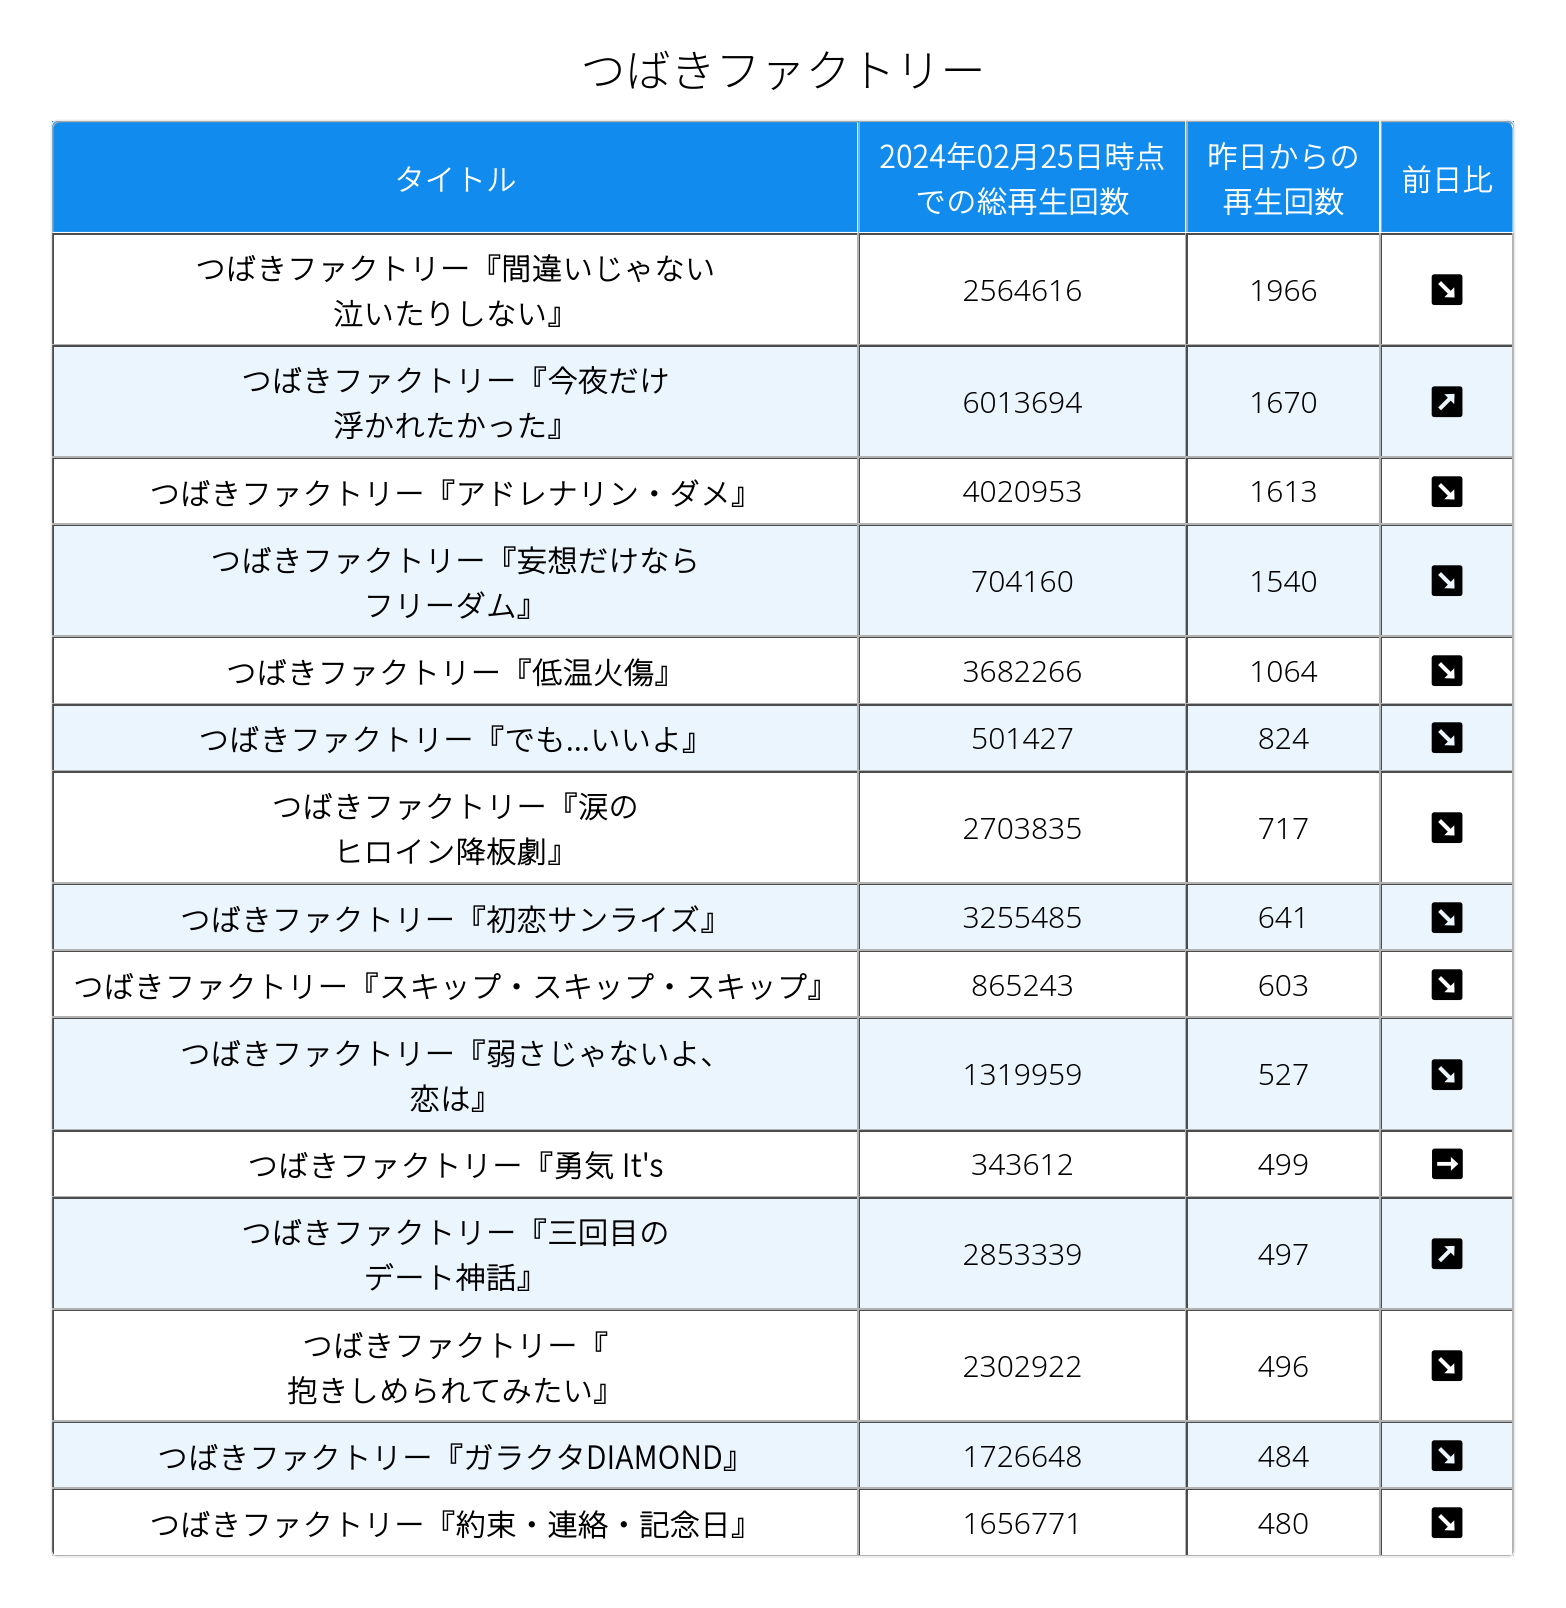 つばきファクトリー
タイトル
2024年02月25日時点
での総再生回数
昨日からの
再生回数
前日比
つばきファクトリー『間違いじゃない
泣いたりしない』
2564616
1966
つばきファクトリー『今夜だけ
浮かれたかった』
6013694
1670
つばきファクトリー『アドレナリン・ダメ』
4020953
1613
つばきファクトリー『妄想だけなら
フリーダム』
704160
1540
つばきファクトリー『低温火傷』
3682266
1064
つばきファクトリー『でも...いいよ』
501427
824
つばきファクトリー『涙の
ヒロイン降板劇』
2703835
717
つばきファクトリー『初恋サンライズ』
3255485
641
つばきファクトリー『スキップ・スキップ・スキップ』
865243
603
つばきファクトリー『弱さじゃないよ、
恋は』
1319959
527
つばきファクトリー『勇気 It's
343612
499
つばきファクトリー『三回目の
デート神話』
2853339
497
つばきファクトリー『
抱きしめられてみたい』
2302922
496
つばきファクトリー『ガラクタDIAMOND』
1726648
484
つばきファクトリー『約束・連絡・記念日』
1656771
480